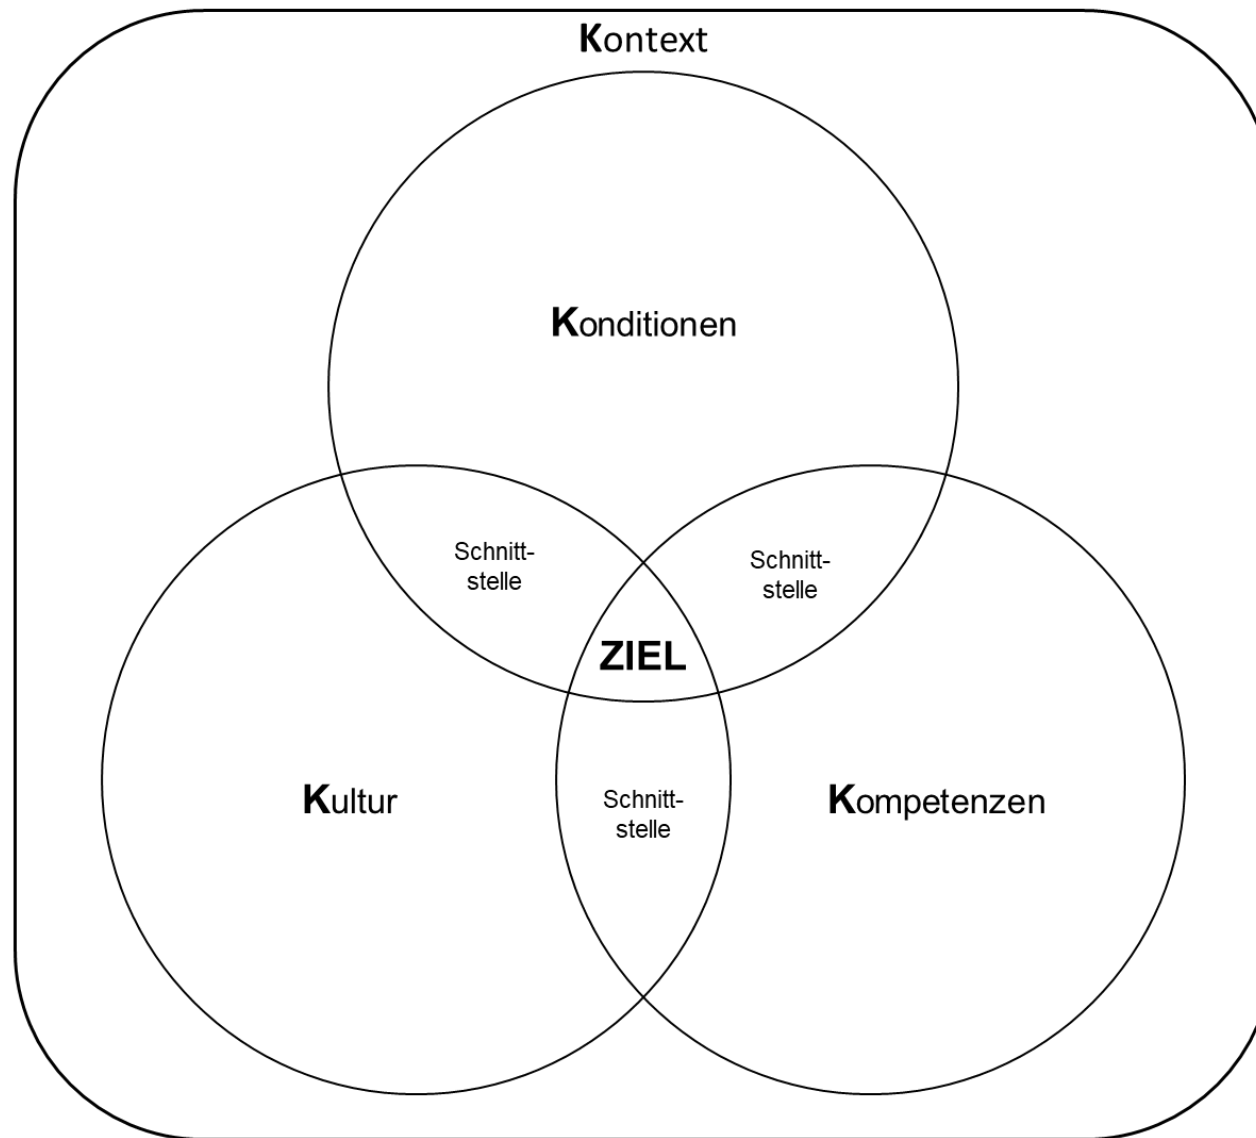 Kontext
Konditionen
Schnitt-
stelle
Schnitt-
stelle
ZIEL
Kultur
Schnitt-
stelle
Kompetenzen